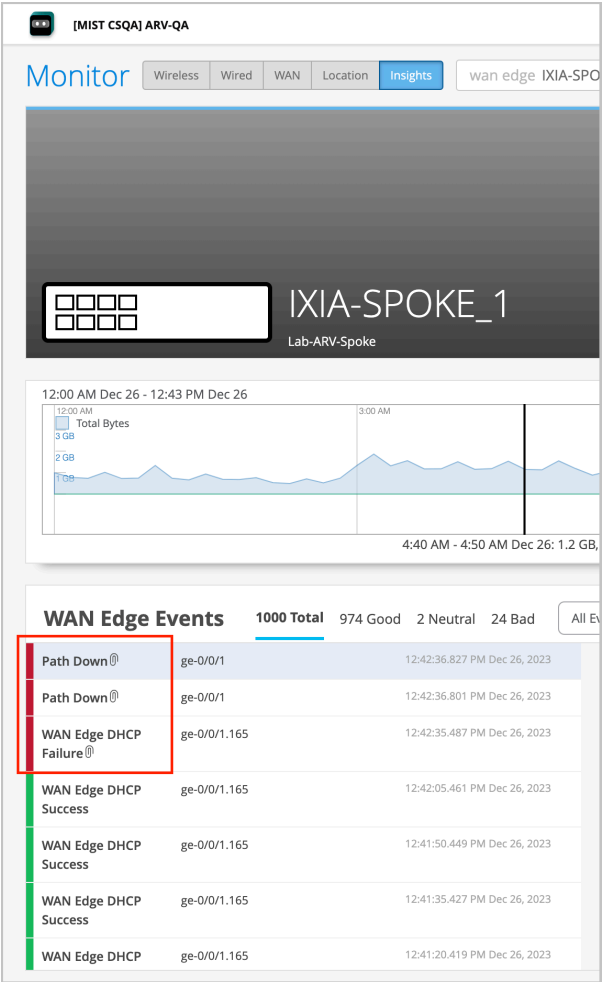 [MIST CSQA] ARV-QA
Monitor Wireless Wired WAN Location Insights wan edge IXIA-SPO
IXIA-SPOKE_1
Lab-ARV-Spoke
12:00 AM Dec 26 - 12:43 PM Dec 26
12:00 AM 3:00 AM
Total Bytes
3 GB
2 GB
1 GB
4:40 AM - 4:50 AM Dec 26: 1.2 GB,
WAN Edge Events 1000 Total 974 Good 2 Neutral 24 Bad All Ev
Path Down ge-0/0/1 12:42:36.827 PM Dec 26, 2023
Path Down ge-0/0/1 12:42:36.801 PM Dec 26, 2023
WAN Edge DHCP ge-0/0/1.165 12:42:35.487 PM Dec 26, 2023
Failure
WAN Edge DHCP ge-0/0/1.165 12:42:05.461 PM Dec 26, 2023
Success
WAN Edge DHCP ge-0/0/1.165 12:41:50.449 PM Dec 26, 2023
Success
WAN Edge DHCP ge-0/0/1.165 12:41:35.427 PM Dec 26, 2023
Success
WAN Edge DHCP ge-0/0/1.165 12:41:20.419 PM Dec 26, 2023